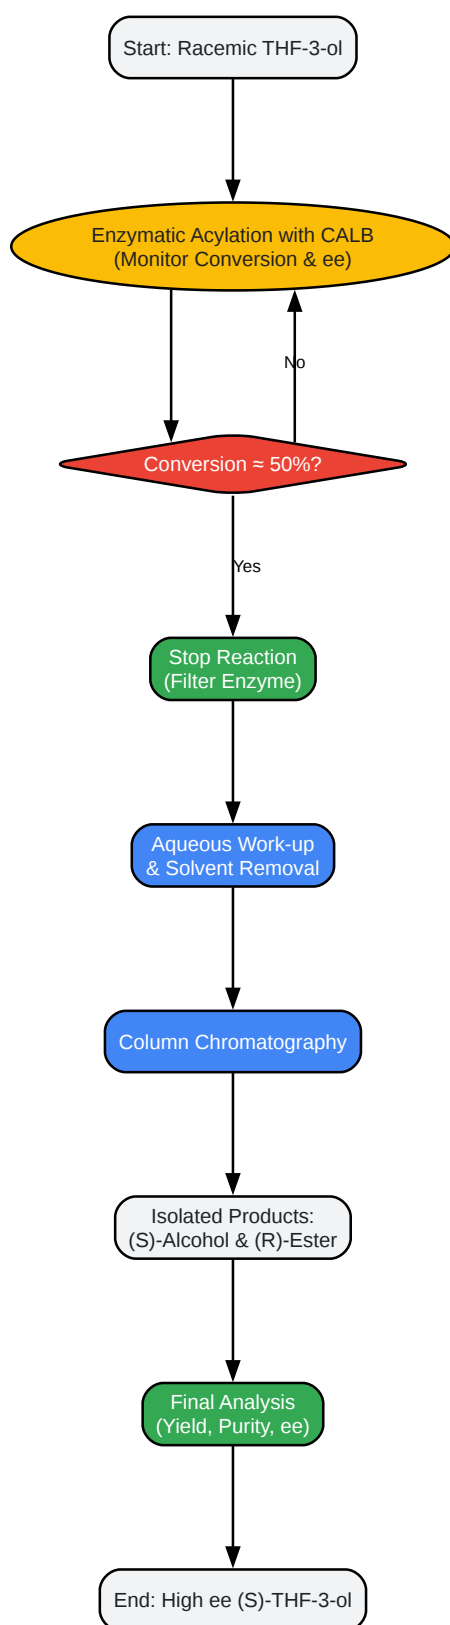 Start: Racemic THF-3-ol
Enzymatic Acylation with CALB
(Monitor Conversion & ee)
No
Conversion ≈ 50%?
Yes
Stop Reaction
(Filter Enzyme)
Aqueous Work-up
& Solvent Removal
Column Chromatography
Isolated Products:
(S)-Alcohol & (R)-Ester
Final Analysis
(Yield, Purity, ee)
End: High ee (S)-THF-3-ol